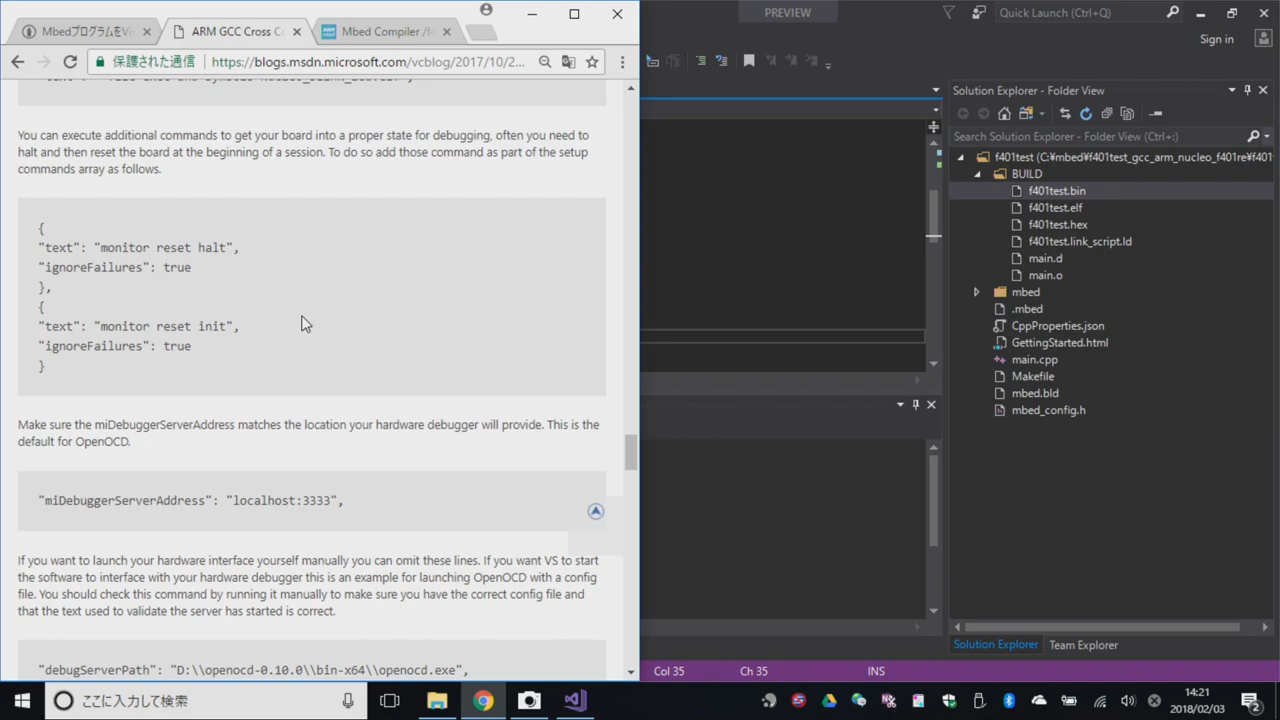 MbedプログラムをVi
ARM GCC Cross C
Mbed Compiler /f
PREVIEW
Quick Launch (Ctrl+Q)
Sign in
保護された通信
https://blogs.msdn.microsoft.com/vcblog/2017/10/2...
You can execute additional commands to get your board into a proper state for debugging, often you need to
halt and then reset the board at the beginning of a session. To do so add those command as part of the setup
commands array as follows.
{
"text": "monitor reset halt",
"ignoreFailures": true
},
{
"text": "monitor reset init",
"ignoreFailures": true
}
Make sure the miDebuggerServerAddress matches the location your hardware debugger will provide. This is the
default for OpenOCD.
"miDebuggerServerAddress": "localhost:3333",
If you want to launch your hardware interface yourself manually you can omit these lines. If you want VS to start
the software to interface with your hardware debugger this is an example for launching OpenOCD with a config
file. You should check this command by running it manually to make sure you have the correct config file and
that the text used to validate the server has started is correct.
"debugServerPath": "D:\\openocd-0.10.0\\bin-x64\\openocd.exe",
Solution Explorer - Folder View
Search Solution Explorer - Folder View (Ctrl+:)
f401test (C:¥mbed¥f401test_gcc_arm_nucleo_f401re¥f401
BUILD
f401test.bin
f401test.elf
f401test.hex
f401test.link_script.ld
main.d
main.o
mbed
.mbed
CppProperties.json
GettingStarted.html
main.cpp
Makefile
mbed.bld
mbed_config.h
Solution Explorer
Team Explorer
Col 35
Ch 35
INS
ここに入力して検索
14:21
2018/02/03
2